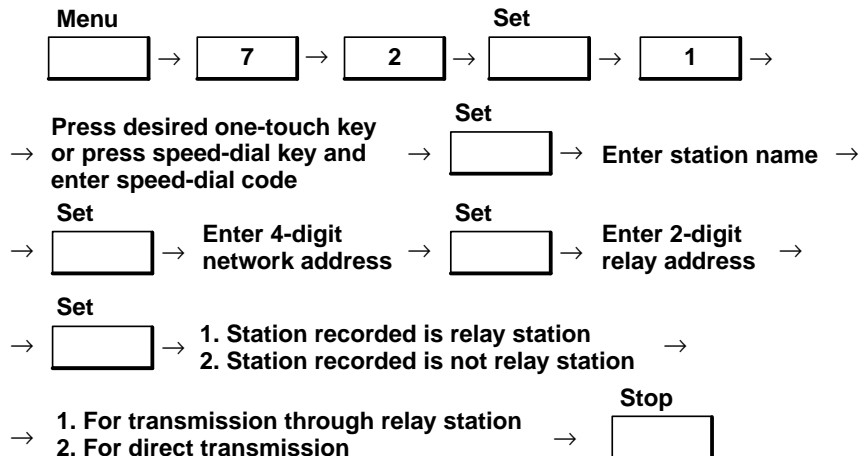 Menu Set
→ 7 → 2 → → 1 →
Set
→ Press desired one-touch key
or press speed-dial key and
enter speed-dial code → → Enter station name →
Set Set
→ → Enter 4-digit
network address → → Enter 2-digit
relay address →
Set
→ → 1. Station recorded is relay station
2. Station recorded is not relay station →
Stop
→ 1. For transmission through relay station
2. For direct transmission →